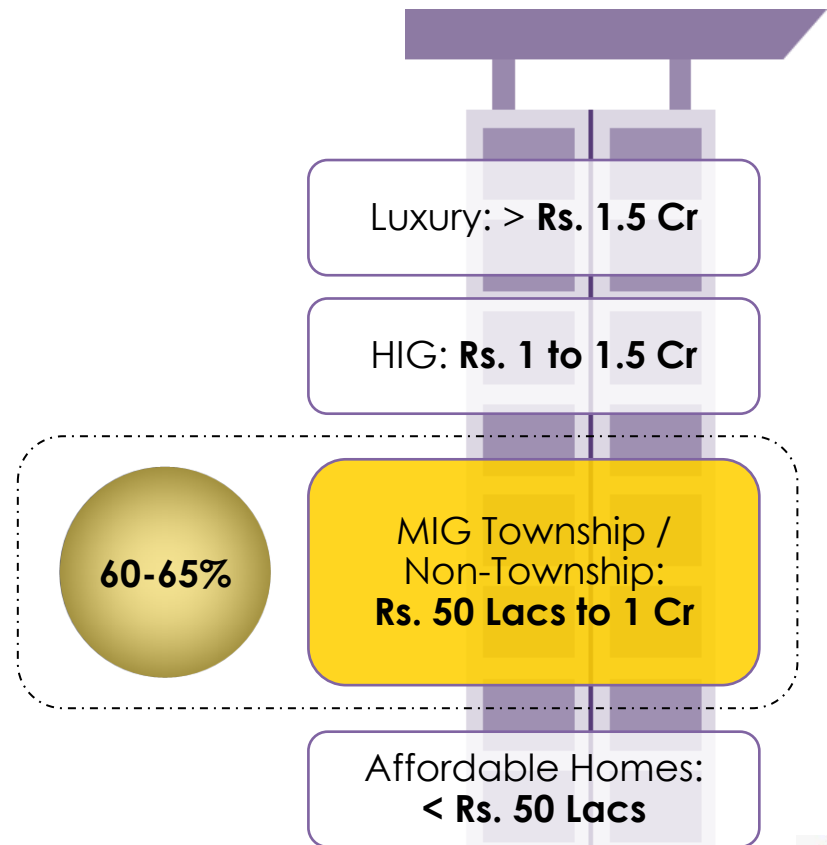 Luxury: > Rs. 1.5 Cr
HIG: Rs. 1 to 1.5 Cr
60-65%
MIG Township /
Non-Township:
Rs. 50 Lacs to 1 Cr
Affordable Homes:
< Rs. 50 Lacs